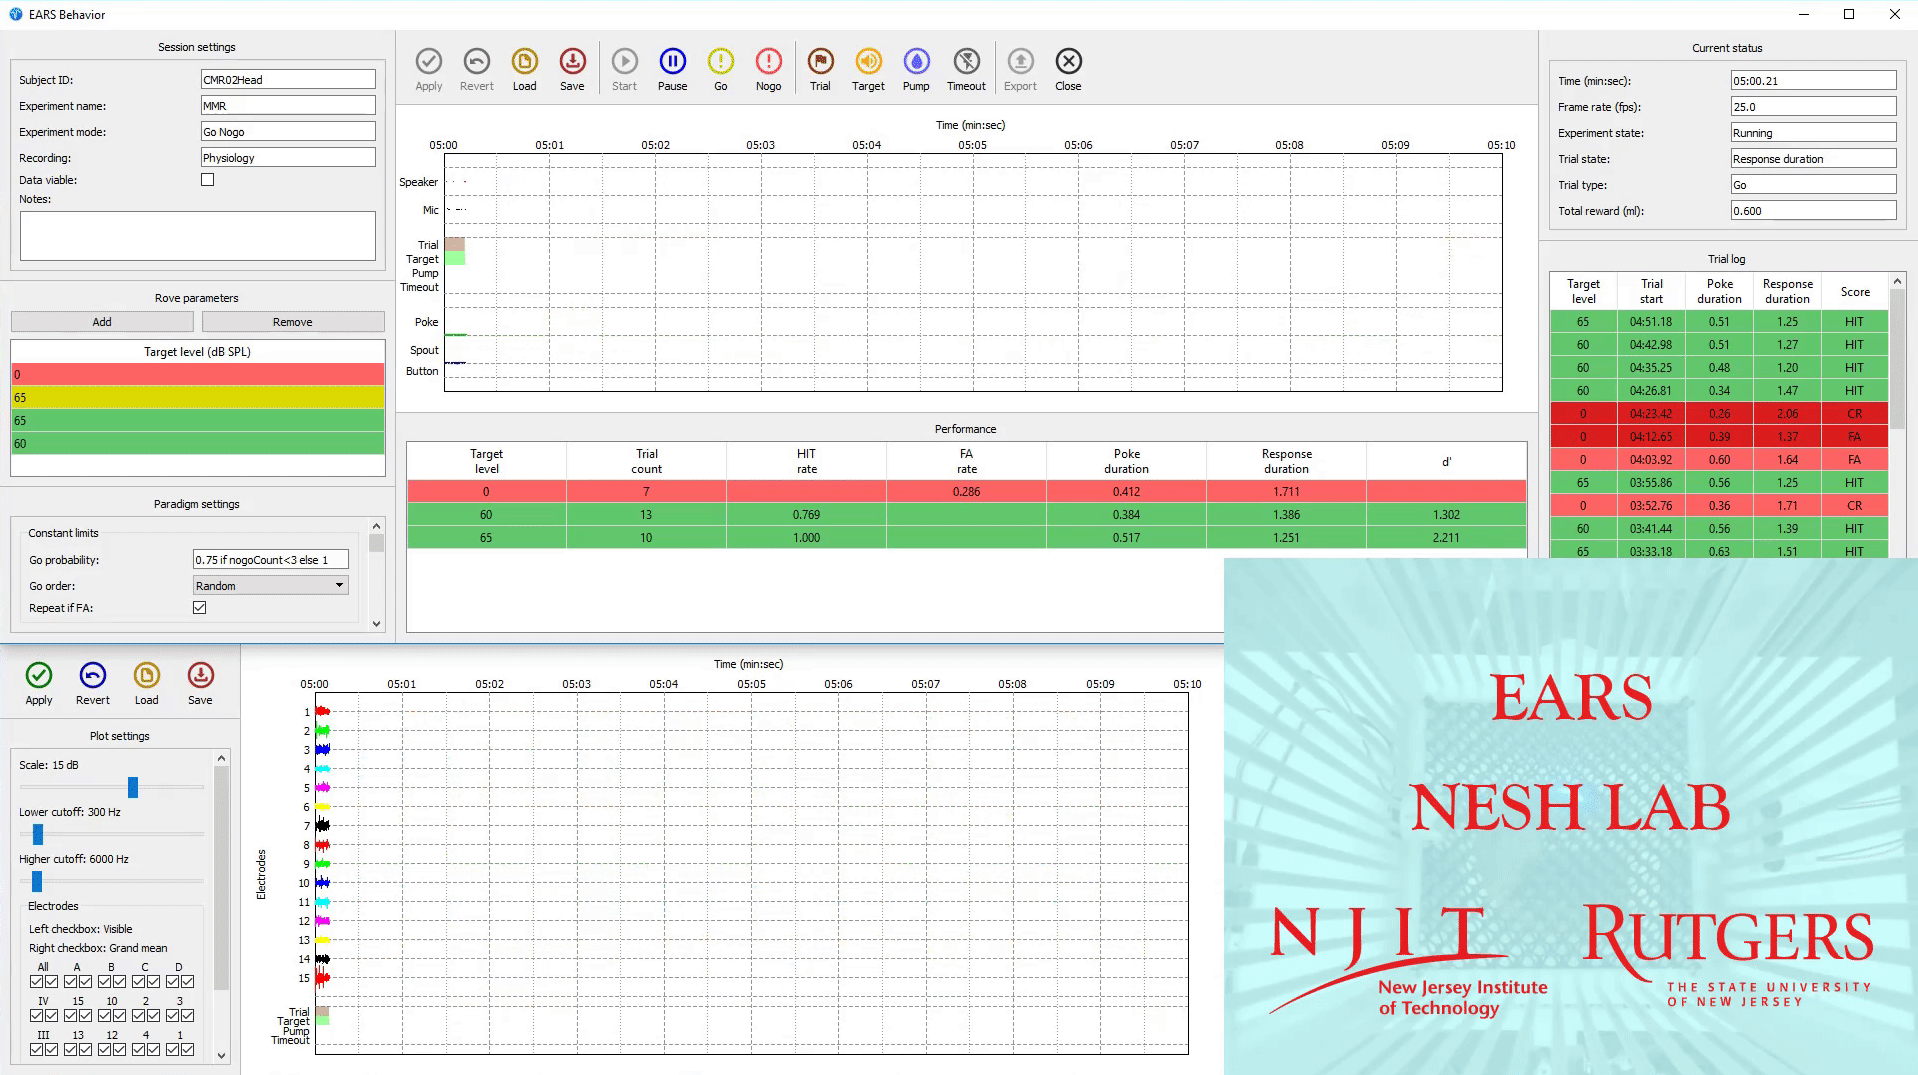 EARS Behavior
Session settings
Subject ID: CMR02Head
Experiment name: MMR
Experiment mode: Go Nogo
Recording: Physiology
Data viable:
Notes:
Rove parameters
Add Remove
Target level (dB SPL)
0
65
65
60
Paradigm settings
Constant limits
Go probability: 0.75 if nogoCount<3 else 1
Go order: Random
Repeat if FA:
Apply Revert Load Save Start Pause Go Nogo Trial Target Pump Timeout Export Close
Time (min:sec)
05:00 05:01 05:02 05:03 05:04 05:05 05:06 05:07 05:08 05:09 05:10
Speaker
Mic
Trial
Target
Pump
Timeout
Poke
Spout
Button
Performance
Target level Trial count HIT rate FA rate Poke duration Response duration d'
0 7 0.286 0.412 1.711
60 13 0.769 0.384 1.386 1.302
65 10 1.000 0.517 1.251 2.211
Current status
Time (min:sec): 05:00.21
Frame rate (fps): 25.0
Experiment state: Running
Trial state: Response duration
Trial type: Go
Total reward (ml): 0.600
Trial log
Target level Trial start Poke duration Response duration Score
65 04:51.18 0.51 1.25 HIT
60 04:42.98 0.51 1.27 HIT
60 04:35.25 0.48 1.20 HIT
60 04:26.81 0.34 1.47 HIT
0 04:23.42 0.26 2.06 CR
0 04:12.65 0.39 1.37 FA
0 04:03.92 0.60 1.64 FA
65 03:55.86 0.56 1.25 HIT
0 03:52.76 0.36 1.71 CR
60 03:41.44 0.56 1.39 HIT
65 03:33.18 0.63 1.51 HIT
Apply Revert Load Save
Plot settings
Scale: 15 dB
Lower cutoff: 300 Hz
Higher cutoff: 6000 Hz
Electrodes
Left checkbox: Visible
Right checkbox: Grand mean
All A B C D
IV 15 10 2 3
III 13 12 4 1
Time (min:sec)
05:00 05:01 05:02 05:03 05:04 05:05 05:06 05:07 05:08 05:09 05:10
Electrodes
1
2
3
4
5
6
7
8
9
10
11
12
13
14
15
Trial
Target
Pump
Timeout
EARS
NESH LAB
NJIT
New Jersey Institute
of Technology
RUTGERS
THE STATE UNIVERSITY
OF NEW JERSEY